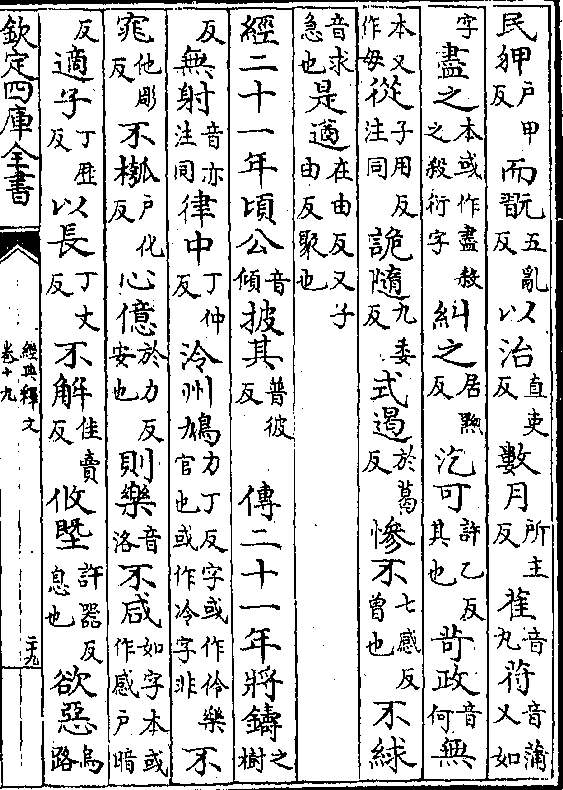 民狎戶甲反而翫五亂反以治直吏反數月所主反萑音丸苻音蒲又如
字盡之本或作盡殺之殺衍字糾之居黝反汔可許乙反其也苛政音何無
本又作毋注同從子用反詭隨九委反式遏於葛反慘不七感反曾也不絿
音求急也是遒在由反又子由反聚也
經二十一年頃公音傾披其普彼反 傳二十一年將鑄之樹
反無射音亦注同律中丁仲反泠州鳩力丁反字或作伶樂官也或作冷字非不
窕他彫反不槬戶化反心億於力反安也則樂音洛不咸如字本或作感戶暗
反適子丁歴反以長丁丈反不解佳賣反攸塈許器反息也欲惡烏路
欽定四庫全書
經典釋文
卷十九
二十九